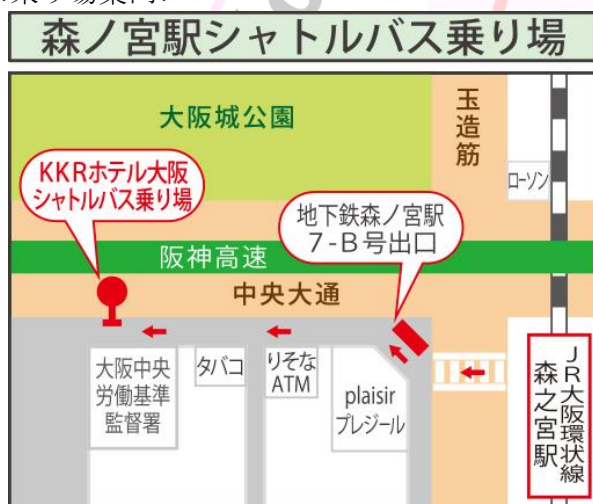 森ノ宮駅シャトルバス乗り場
大阪城公園
玉造筋
KKRホテル大阪
シャトルバス乗り場
ローソン
地下鉄森ノ宮駅
7-B号出口
阪神高速
中央大通
大阪中央
労働基準
監督署
タバコ
りそな
ATM
plaisir
プレジール
JR大阪環状線
森之宮駅